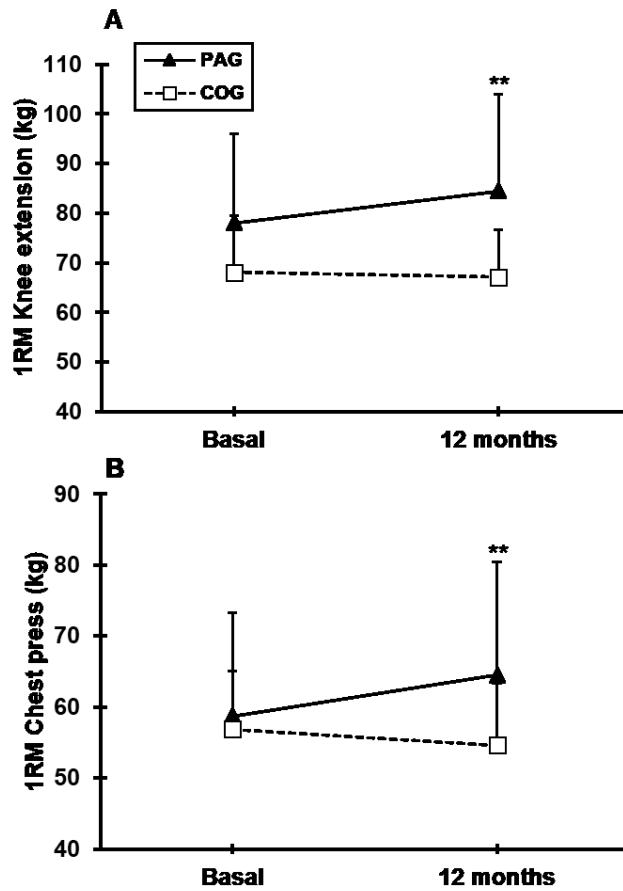 A
PAG
COG
1RM Knee extension (kg)
110
100
90
80
70
60
50
40
**
Basal 12 months
B
1RM Chest press (kg)
90
80
70
60
50
40
**
Basal 12 months